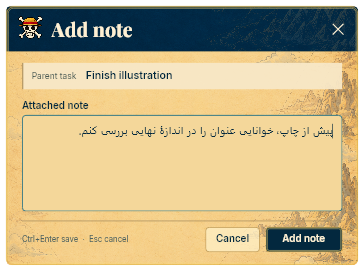 Add note
Parent task Finish illustration
Attached note
پیش از چاپ، خوانایی عنوان را در اندازهٔ نهایی بررسی کنم.
Ctrl+Enter save · Esc cancel
Cancel
Add note